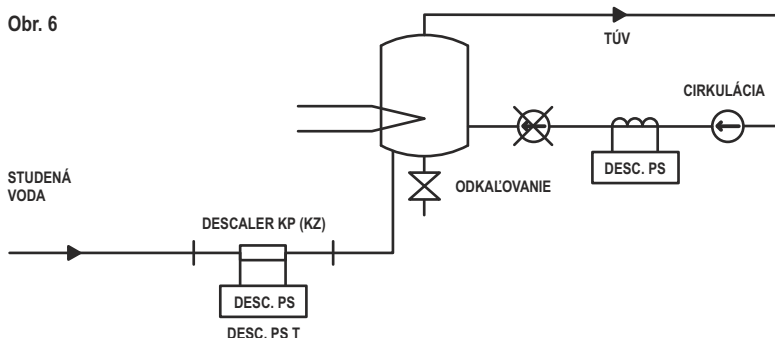 Obr. 6
TÚV
CIRKULÁCIA
DESC. PS
ODKAĽOVANIE
STUDENÁ
VODA
DESCALER KP (KZ)
DESC. PS
DESC. PS T